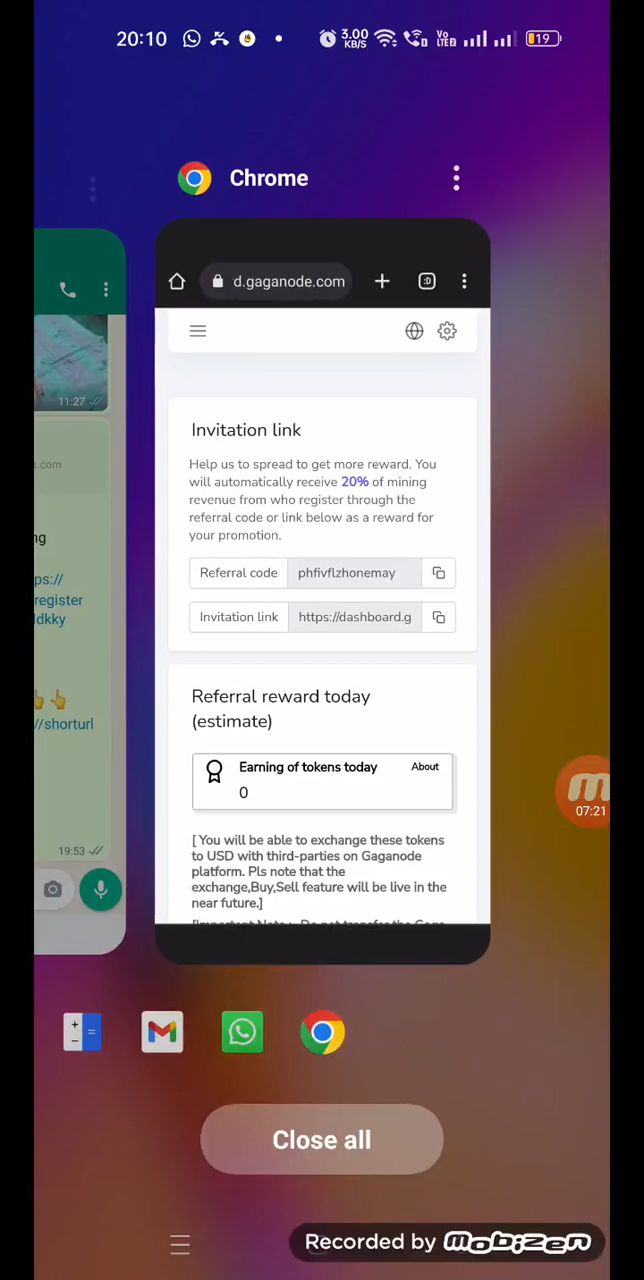 20:10
3.00
KB/S
Vo
LTE2
19
Chrome
d.gaganode.com
:D
11:27
s.com
ng
ps://
register
ldkky
//shorturl
19:53
Invitation link
Help us to spread to get more reward. You
will automatically receive 20% of mining
revenue from who register through the
referral code or link below as a reward for
your promotion.
Referral code phfivflzhonemay
Invitation link https://dashboard.g
Referral reward today
(estimate)
Earning of tokens today About
0
[ You will be able to exchange these tokens
to USD with third-parties on Gaganode
platform. Pls note that the
exchange,Buy,Sell feature will be live in the
near future.]
07:21
Close all
Recorded by mobizen